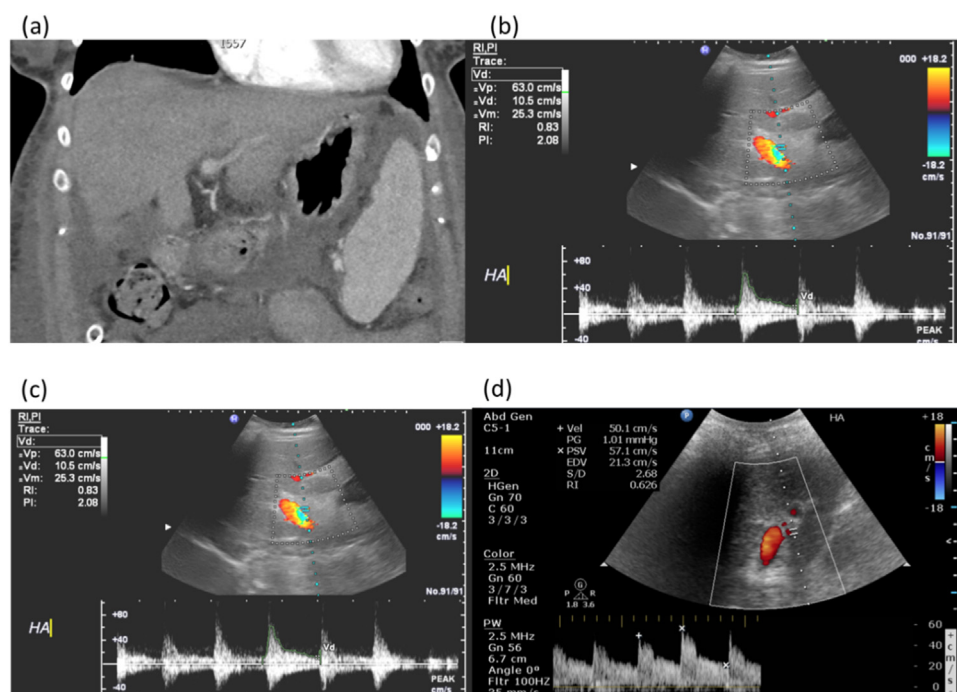 (a)
1557
(b)
RI,PI
Trace:
Vd:
=Vp: 63.0 cm/s
=Vd: 10.5 cm/s
=Vm: 25.3 cm/s
RI: 0.83
PI: 2.08
000 +18.2
-18.2
cm/s
No.91/91
HA
+80
+40
-40
Vd
PEAK
cm/s
(c)
RI,PI
Trace:
Vd:
=Vp: 63.0 cm/s
=Vd: 10.5 cm/s
=Vm: 25.3 cm/s
RI: 0.83
PI: 2.08
000 +18.2
-18.2
cm/s
No.91/91
HA
+80
+40
-40
Vd
PEAK
cm/s
(d)
Abd Gen
C5-1
11cm
2D
HGen
Gn 70
C 60
3 / 3 / 3
Color
2.5 MHz
Gn 60
3 / 7 / 3
Fltr Med
PW
2.5 MHz
Gn 56
6.7 cm
Angle 0°
Fltr 100HZ
+ Vel 50.1 cm/s
PG 1.01 mmHg
× PSV 57.1 cm/s
EDV 21.3 cm/s
S/D 2.68
RI 0.626
P
HA
+18
c
m
/
s
-18
G
P R
1.8 3.6
60
40
20
0
+
c
m
/
s